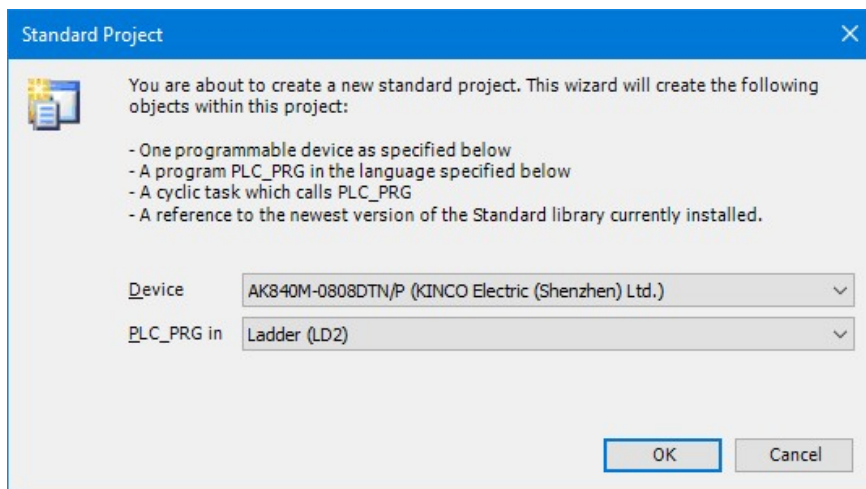 Standard Project
You are about to create a new standard project. This wizard will create the following
objects within this project:
- One programmable device as specified below
- A program PLC_PRG in the language specified below
- A cyclic task which calls PLC_PRG
- A reference to the newest version of the Standard library currently installed.
Device AK840M-0808DTN/P (KINCO Electric (Shenzhen) Ltd.)
PLC_PRG in Ladder (LD2)
OK Cancel